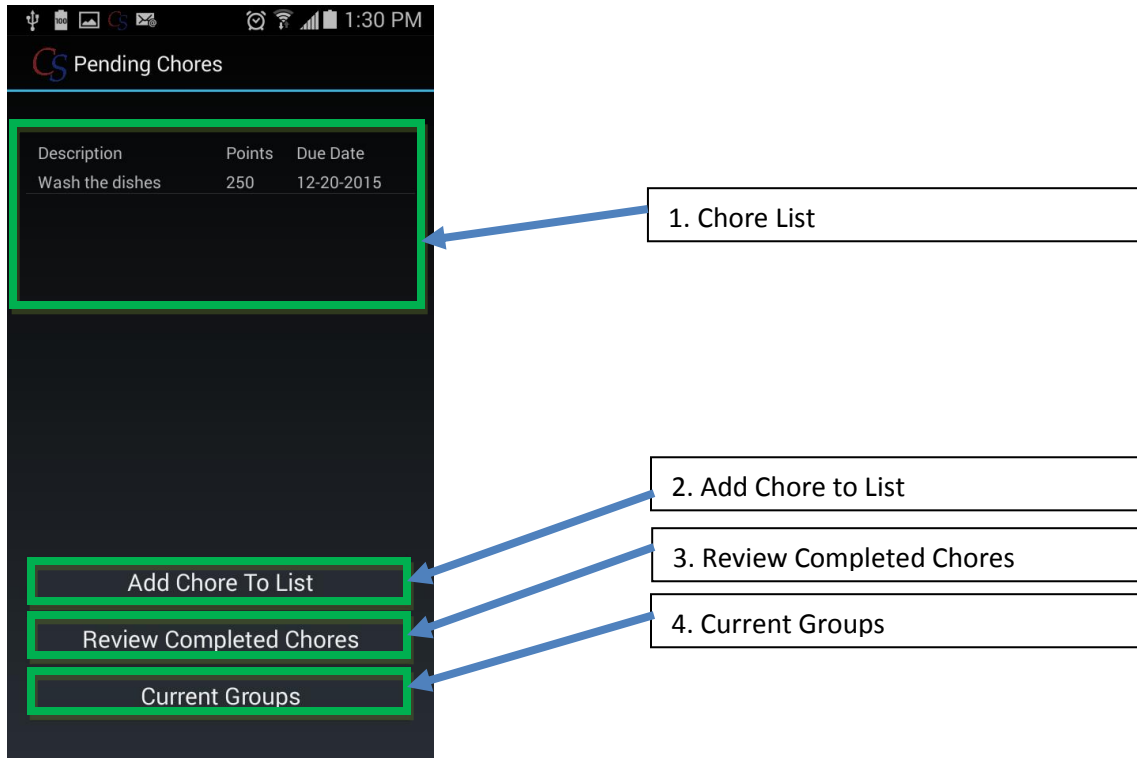 100 CS 1:30 PM
CS Pending Chores
Description Points Due Date
Wash the dishes 250 12-20-2015
1. Chore List
2. Add Chore to List
3. Review Completed Chores
4. Current Groups
Add Chore To List
Review Completed Chores
Current Groups